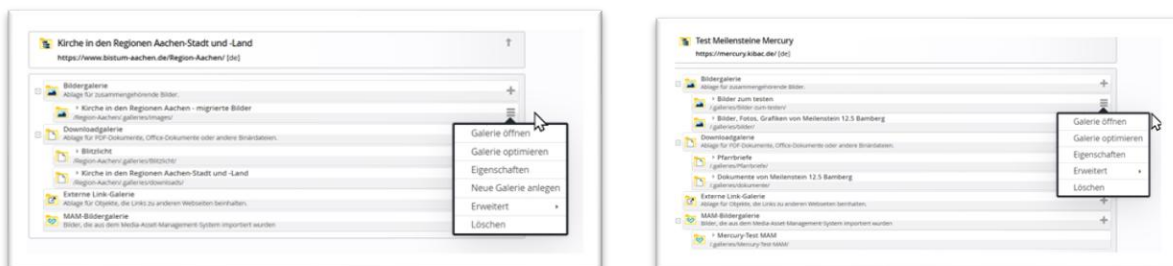 Kirche in den Regionen Aachen-Stadt und -Land
https://www.bistum-aachen.de/Region-Aachen/ [de]
Bildergalerie
Ablage für zusammengehörende Bilder.
Kirche in den Regionen Aachen - migrierte Bilder
/Region-Aachen/.galleries/images/
Downloadgalerie
Ablage für PDF-Dokumente, Office-Dokumente oder andere Binärdateien.
Blitzlicht
/Region-Aachen/.galleries/Blitzlicht/
Kirche in den Regionen Aachen-Stadt und -Land
/Region-Aachen/.galleries/downloads/
Externe Link-Galerie
Ablage für Objekte, die Links zu anderen Webseiten beinhalten.
MAM-Bildergalerie
Bilder, die aus dem Media-Asset-Management-System importiert wurden
Galerie öffnen
Galerie optimieren
Eigenschaften
Neue Galerie anlegen
Erweitert
Löschen
Test Meilensteine Mercury
https://mercury.kibac.de/ [de]
Bildergalerie
Ablage für zusammengehörende Bilder.
Bilder zum testen
/.galleries/Bilder-zum-testen/
Bilder, Fotos, Grafiken von Meilenstein 12.5 Bamberg
/.galleries/bilder/
Downloadgalerie
Ablage für PDF-Dokumente, Office-Dokumente oder andere Binärdateien.
Pfarrbriefe
/.galleries/Pfarrbriefe/
Dokumente von Meilenstein 12.5 Bamberg
/.galleries/dokumente/
Externe Link-Galerie
Ablage für Objekte, die Links zu anderen Webseiten beinhalten.
MAM-Bildergalerie
Bilder, die aus dem Media-Asset-Management-System importiert wurden
Mercury-Test MAM
/.galleries/Mercury-Test-MAM/
Galerie öffnen
Galerie optimieren
Eigenschaften
Erweitert
Löschen